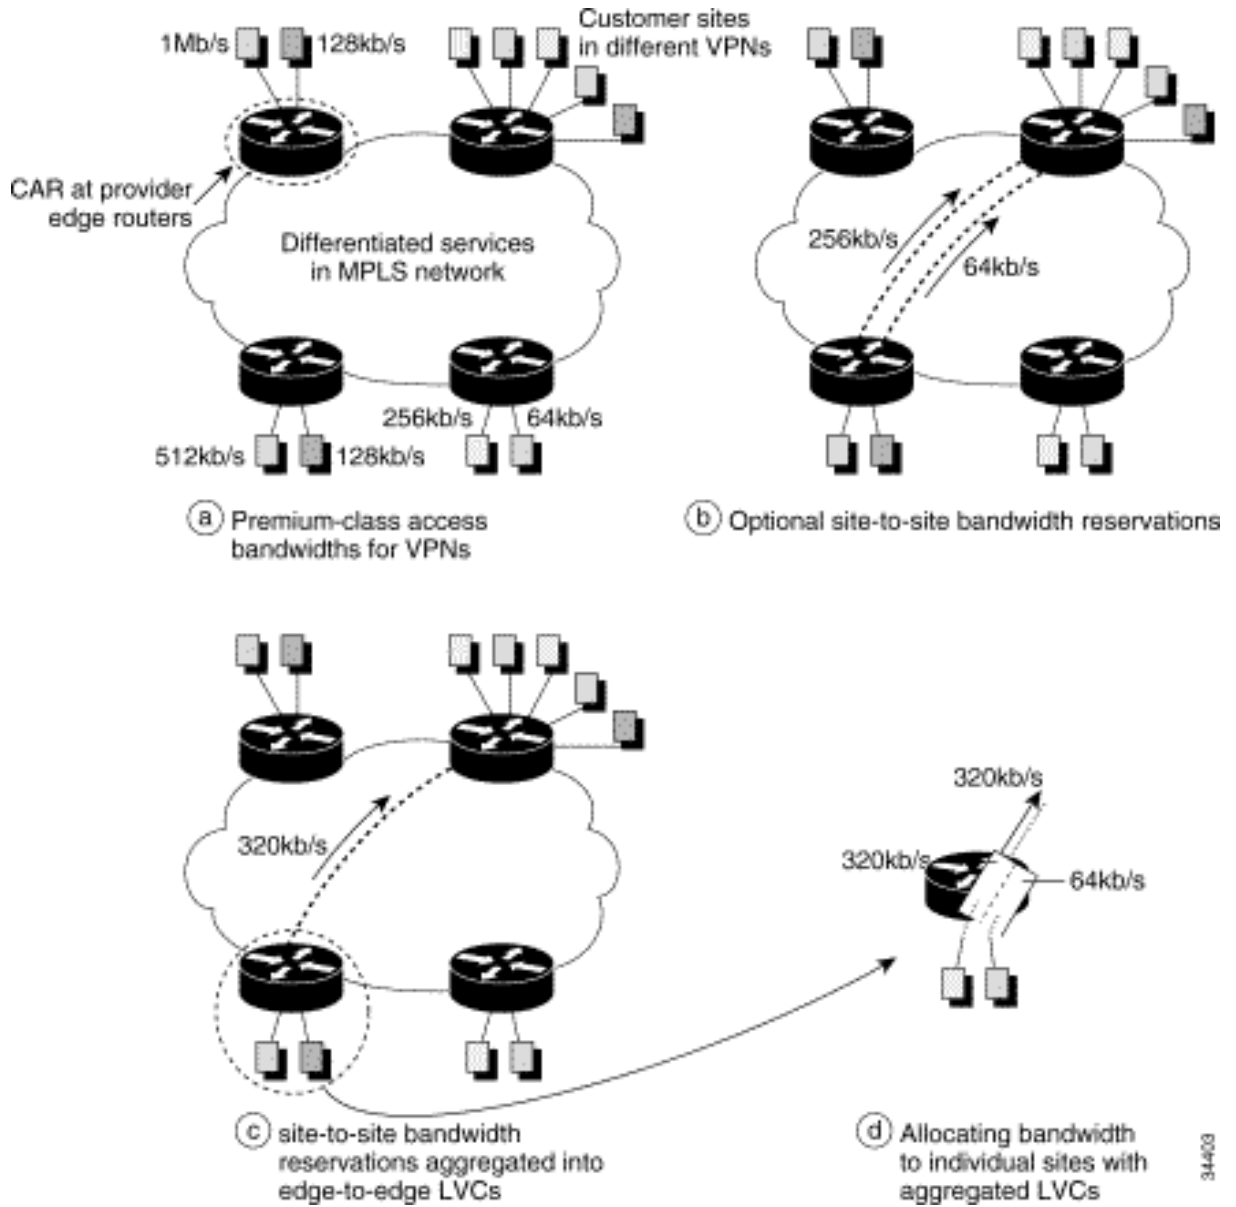 1Mb/s
128kb/s
Customer sites
in different VPNs
CAR at provider
edge routers
Differentiated services
in MPLS network
256kb/s
64kb/s
512kb/s
128kb/s
a Premium-class access
bandwidths for VPNs
256kb/s
64kb/s
b Optional site-to-site bandwidth reservations
320kb/s
c site-to-site bandwidth
reservations aggregated into
edge-to-edge LVCs
320kb/s
320kb/s
64kb/s
d Allocating bandwidth
to individual sites with
aggregated LVCs
34403